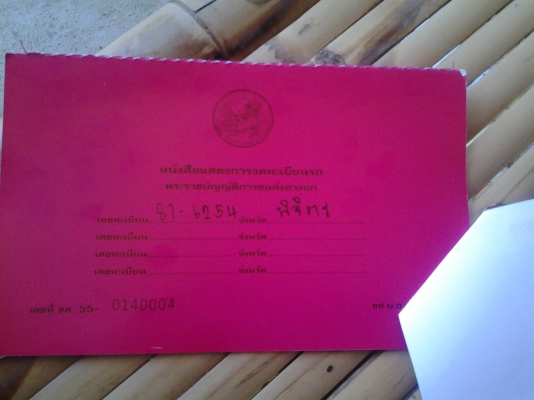 หนังสือแสดงการจดทะเบียนรถ
พระราชบัญญัติการขนส่งทางบก
เลขทะเบียน 81-6254 จังหวัด พิจิตร
เลขทะเบียน จังหวัด
เลขทะเบียน จังหวัด
เลขทะเบียน จังหวัด
เลขที่ ขส. 55- 0140004